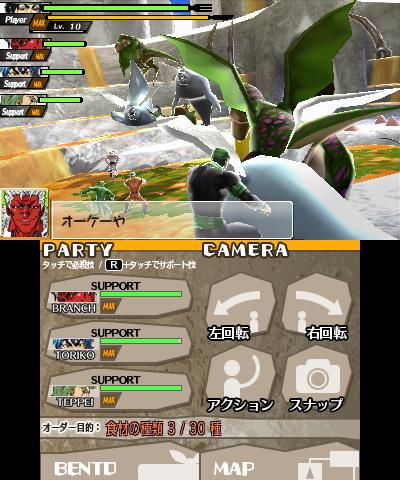 Player MAX
Lv. 10
Support MAX
Support MAX
Support MAX
オーケーや
PARTY
CAMERA
タッチで必殺技 / R+タッチでサポート技
SUPPORT
BRANCH MAX
SUPPORT
TORIKO MAX
SUPPORT
TEPPEI MAX
左回転
右回転
アクション
スナップ
オーダー目的：食材の種類 3 / 30 種
BENTO
MAP